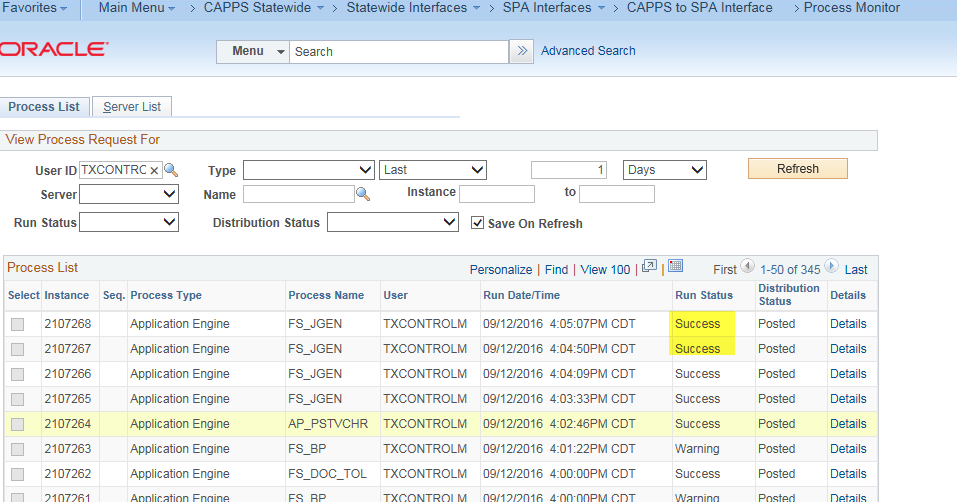 Favorites Main Menu > CAPPS Statewide > Statewide Interfaces > SPA Interfaces > CAPPS to SPA Interface > Process Monitor
ORACLE
Menu Search » Advanced Search
Process List Server List
View Process Request For
User ID TXCONTRC × Type Last 1 Days Refresh
Server Name Instance to
Run Status Distribution Status Save On Refresh
Process List Personalize | Find | View 100 | | First 1-50 of 345 Last
Select Instance Seq. Process Type Process Name User Run Date/Time Run Status Distribution Status Details
2107268 Application Engine FS_JGEN TXCONTROLM 09/12/2016 4:05:07PM CDT Success Posted Details
2107267 Application Engine FS_JGEN TXCONTROLM 09/12/2016 4:04:50PM CDT Success Posted Details
2107266 Application Engine FS_JGEN TXCONTROLM 09/12/2016 4:04:09PM CDT Success Posted Details
2107265 Application Engine FS_JGEN TXCONTROLM 09/12/2016 4:03:33PM CDT Success Posted Details
2107264 Application Engine AP_PSTVCHR TXCONTROLM 09/12/2016 4:02:46PM CDT Success Posted Details
2107263 Application Engine FS_BP TXCONTROLM 09/12/2016 4:01:22PM CDT Warning Posted Details
2107262 Application Engine FS_DOC_TOL TXCONTROLM 09/12/2016 4:00:00PM CDT Success Posted Details
2107261 Application Engine FS_BP TXCONTROLM 09/12/2016 4:00:00PM CDT Warning Posted Details